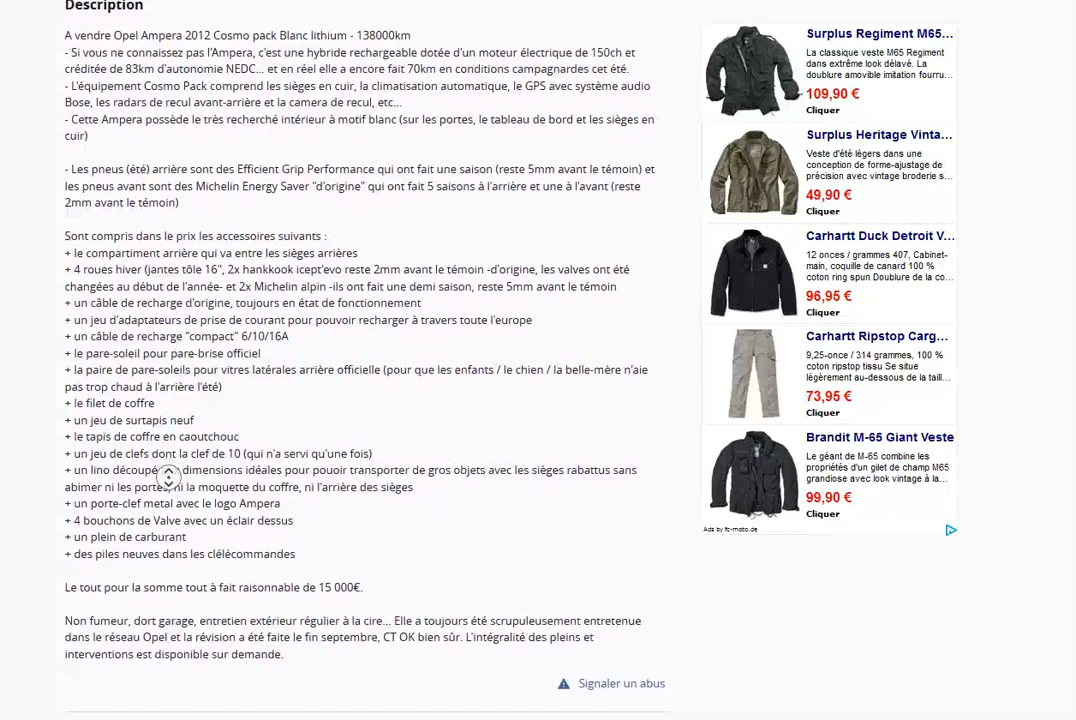 Description
A vendre Opel Ampera 2012 Cosmo pack Blanc lithium - 138000km
- Si vous ne connaissez pas l'Ampera, c'est une hybride rechargeable dotée d'un moteur électrique de 150ch et
créditée de 83km d'autonomie NEDC... et en réel elle a encore fait 70km en conditions campagnardes cet été.
- L'équipement Cosmo Pack comprend les sièges en cuir, la climatisation automatique, le GPS avec système audio
Bose, les radars de recul avant-arrière et la camera de recul, etc...
- Cette Ampera possède le très recherché intérieur à motif blanc (sur les portes, le tableau de bord et les sièges en
cuir)
- Les pneus (été) arrière sont des Efficient Grip Performance qui ont fait une saison (reste 5mm avant le témoin) et
les pneus avant sont des Michelin Energy Saver "d'origine" qui ont fait 5 saisons à l'arrière et une à l'avant (reste
2mm avant le témoin)
Sont compris dans le prix les accessoires suivants :
+ le compartiment arrière qui va entre les sièges arrières
+ 4 roues hiver (jantes tôle 16", 2x hankkook icept'evo reste 2mm avant le témoin -d'origine, les valves ont été
changées au début de l'année- et 2x Michelin alpin -ils ont fait une demi saison, reste 5mm avant le témoin
+ un câble de recharge d'origine, toujours en état de fonctionnement
+ un jeu d'adaptateurs de prise de courant pour pouvoir recharger à travers toute l'europe
+ un câble de recharge "compact" 6/10/16A
+ le pare-soleil pour pare-brise officiel
+ la paire de pare-soleils pour vitres latérales arrière officielle (pour que les enfants / le chien / la belle-mère n'aie
pas trop chaud à l'arrière l'été)
+ le filet de coffre
+ un jeu de surtapis neuf
+ le tapis de coffre en caoutchouc
+ un jeu de clefs dont la clef de 10 (qui n'a servi qu'une fois)
+ un lino découpé dimensions idéales pour pouoir transporter de gros objets avec les sièges rabattus sans
abimer ni les portes, ni la moquette du coffre, ni l'arrière des sièges
+ un porte-clef metal avec le logo Ampera
+ 4 bouchons de Valve avec un éclair dessus
+ un plein de carburant
+ des piles neuves dans les clélécommandes
Le tout pour la somme tout à fait raisonnable de 15 000€.
Non fumeur, dort garage, entretien extérieur régulier à la cire... Elle a toujours été scrupuleusement entretenue
dans le réseau Opel et la révision a été faite le fin septembre, CT OK bien sûr. L'intégralité des pleins et
interventions est disponible sur demande.
Signaler un abus
Surplus Regiment M65...
La classique veste M65 Regiment
dans extrême look délavé. La
doublure amovible imitation fourru...
109,90 €
Cliquer
Surplus Heritage Vinta...
Veste d'été légers dans une
conception de forme-ajustage de
précision avec vintage broderie s...
49,90 €
Cliquer
Carhartt Duck Detroit V...
12 onces / grammes 407, Cabinet-
main, coquille de canard 100 %
coton ring spun Doublure de la co...
96,95 €
Cliquer
Carhartt Ripstop Carg...
9,25-once / 314 grammes, 100 %
coton ripstop tissu Se situe
légèrement au-dessous de la taill...
73,95 €
Cliquer
Brandit M-65 Giant Veste
Le géant de M-65 combine les
propriétés d'un gilet de champ M65
grandiose avec look vintage à la...
99,90 €
Cliquer
Ads by fc-moto.de